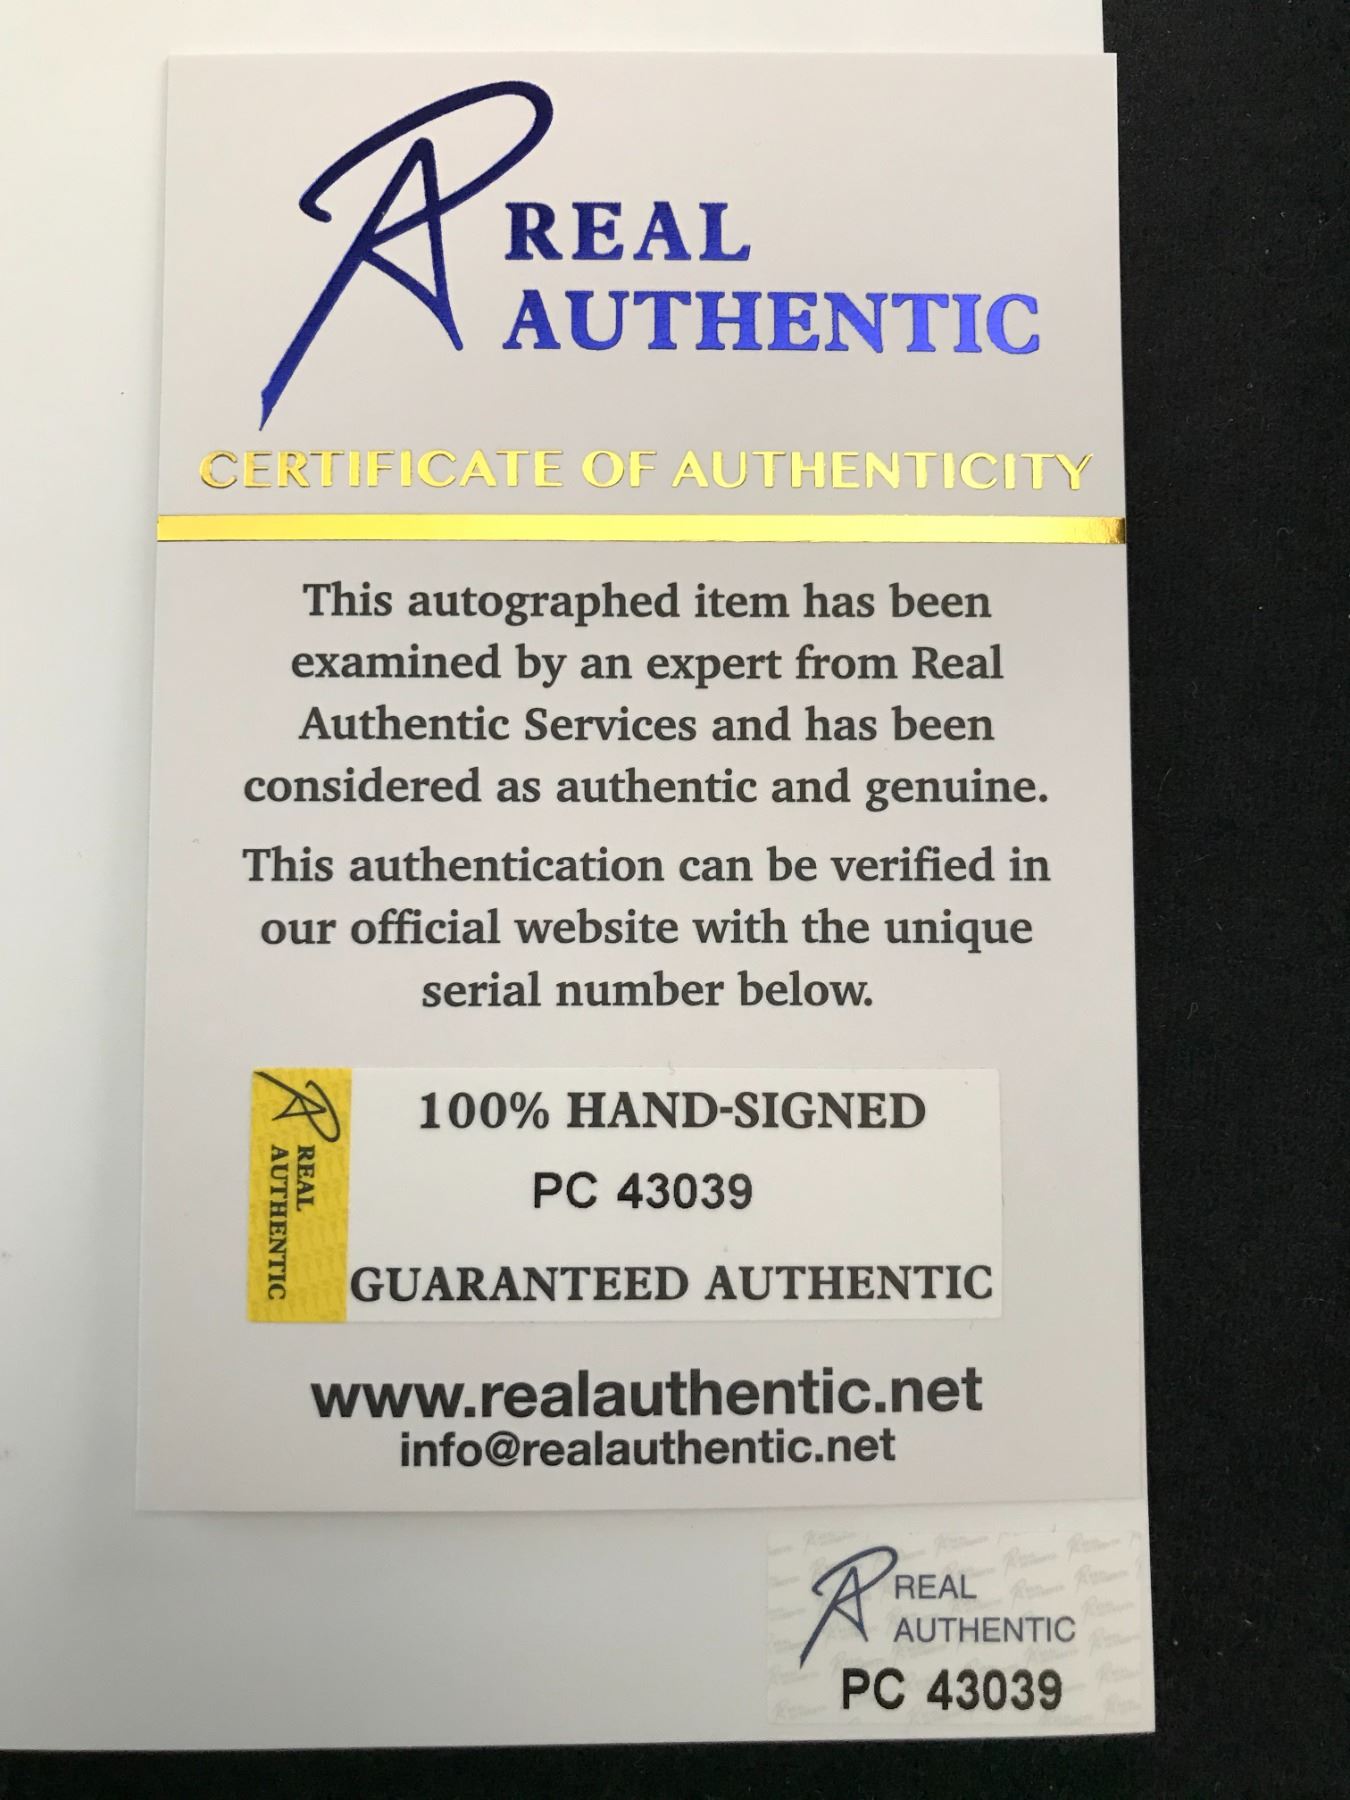 REAL
AUTHENTIC
CERTIFICATE OF AUTHENTICITY
This autographed item has been
examined by an expert from Real
Authentic Services and has been
considered as authentic and genuine.
This authentication can be verified in
our official website with the unique
serial number below.
REAL
AUTHENTIC
100% HAND-SIGNED
PC 43039
GUARANTEED AUTHENTIC
www.realauthentic.net
info@realauthentic.net
REAL
AUTHENTIC
PC 43039